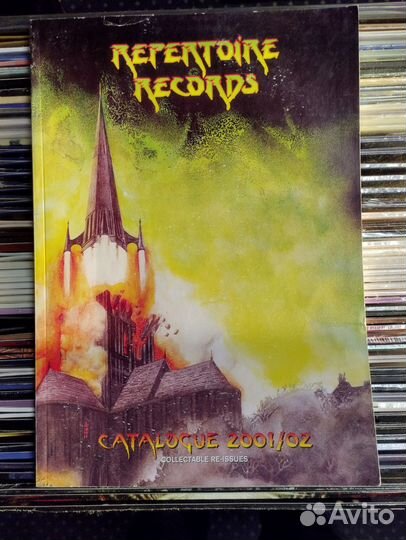 REPERTOIRE
RECORDS
CATALOGUE 2001/02
COLLECTABLE RE-ISSUES
Avito